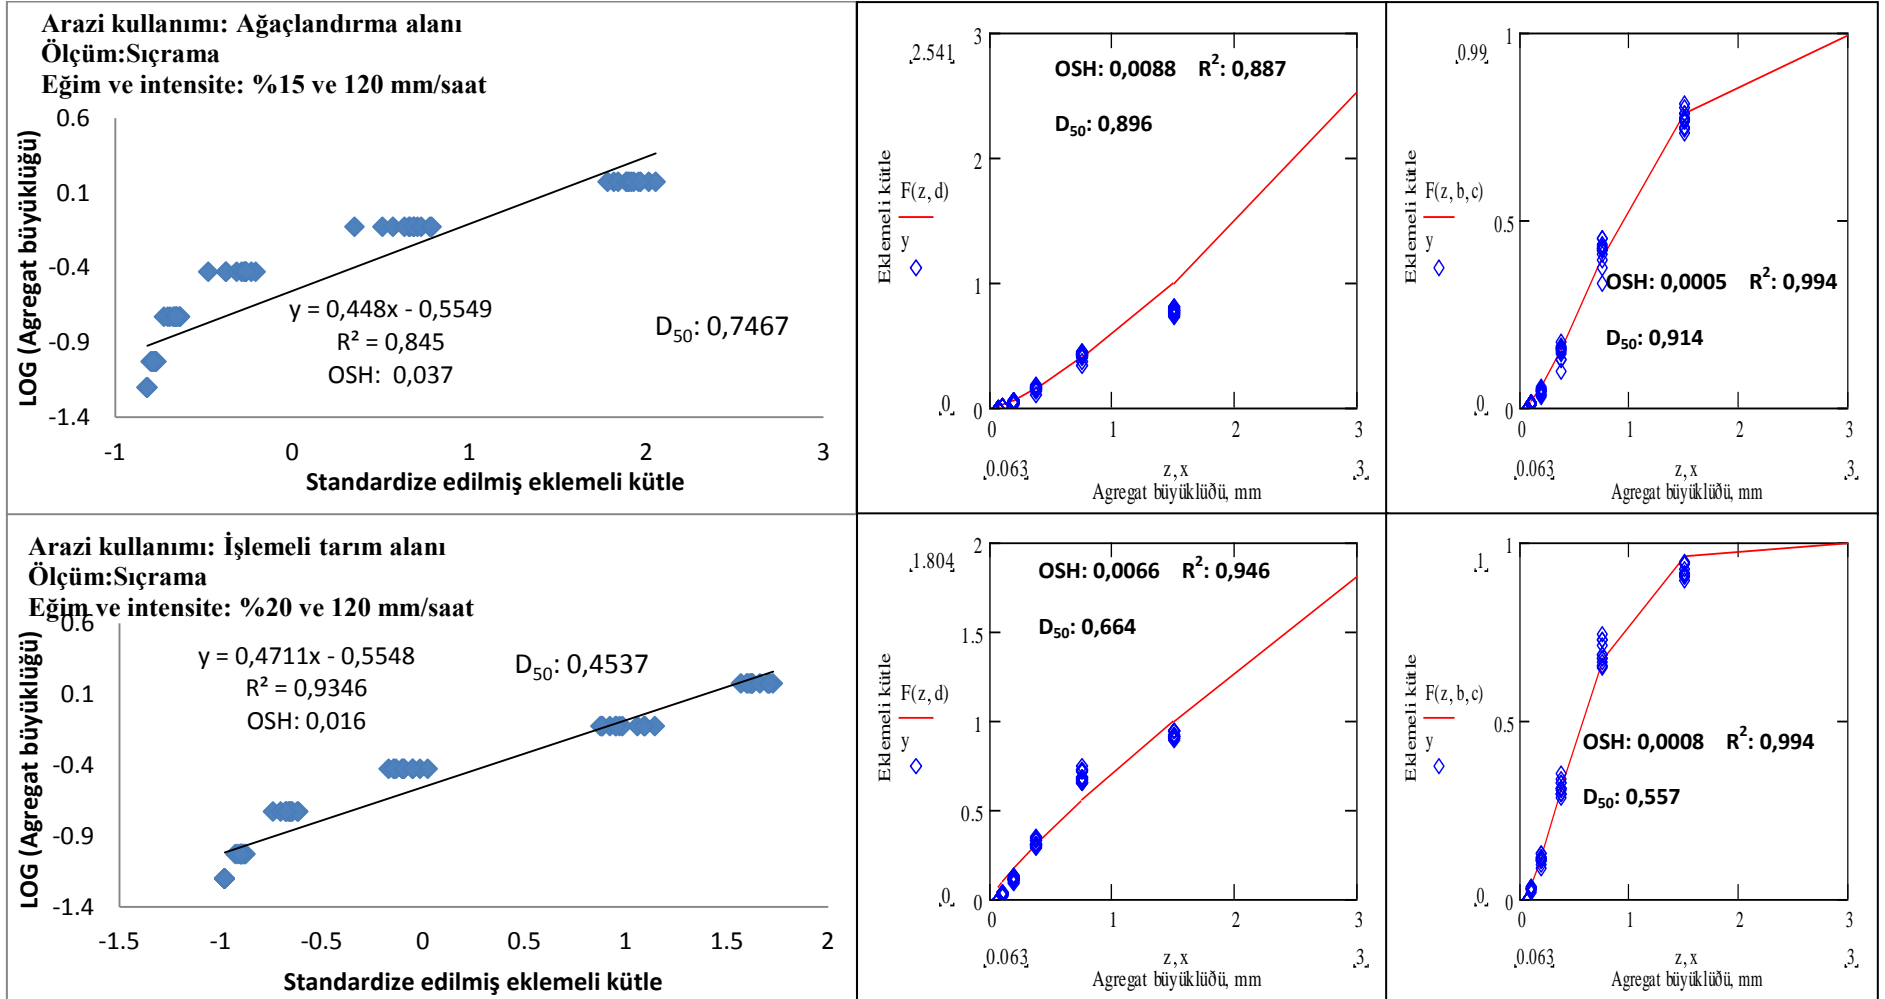 Arazi kullanımı: Ağaçlandırma alanı
Ölçüm:Sıçrama
Eğim ve intensite: %15 ve 120 mm/saat
LOG (Agregat büyüklüğü)
0.6
0.1
-0.4
-0.9
-1.4
y = 0,448x - 0,5549
R² = 0,845
OSH: 0,037
D₅₀: 0,7467
-1 0 1 2 3
Standardize edilmiş eklemeli kütle
2.541
0
Eklemeli kütle
F(z,d)
y
3
2
1
0
OSH: 0,0088 R²: 0,887
D₅₀: 0,896
0 1 2 3
0.063 z,x 3
Agregat büyüklüğü, mm
0.99
0
Eklemeli kütle
F(z,b,c)
y
1
0.5
0
OSH: 0,0005 R²: 0,994
D₅₀: 0,914
0 1 2 3
0.063 z,x 3
Agregat büyüklüğü, mm
Arazi kullanımı: İşlemeli tarım alanı
Ölçüm:Sıçrama
Eğim ve intensite: %20 ve 120 mm/saat
LOG (Agregat büyüklüğü)
0.6
0.1
-0.4
-0.9
-1.4
y = 0,4711x - 0,5548
R² = 0,9346
OSH: 0,016
D₅₀: 0,4537
-1.5 -1 -0.5 0 0.5 1 1.5 2
Standardize edilmiş eklemeli kütle
1.804
0
Eklemeli kütle
F(z,d)
y
2
1.5
1
0.5
0
OSH: 0,0066 R²: 0,946
D₅₀: 0,664
0 1 2 3
0.063 z,x 3
Agregat büyüklüğü, mm
1
0
Eklemeli kütle
F(z,b,c)
y
1
0.5
0
OSH: 0,0008 R²: 0,994
D₅₀: 0,557
0 1 2 3
0.063 z,x 3
Agregat büyüklüğü, mm